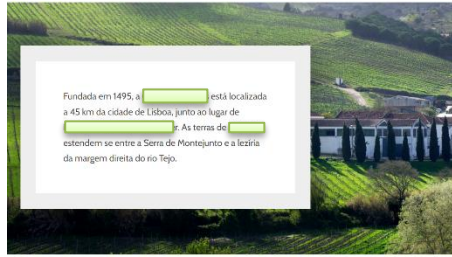 Fundada em 1495, a está localizada
a 45 km da cidade de Lisboa, junto ao lugar de
As terras de
estendem se entre a Serra de Montejunto e a lezíria
da margem direita do rio Tejo.